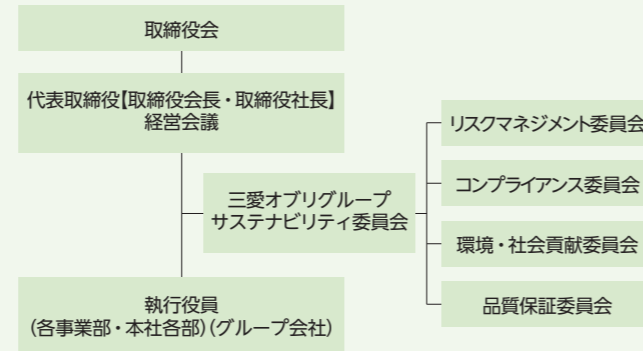 取締役会
代表取締役【取締役会長・取締役社長】
経営会議
三愛オブリグループ
サステナビリティ委員会
リスクマネジメント委員会
コンプライアンス委員会
環境・社会貢献委員会
品質保証委員会
執行役員
(各事業部・本社各部)(グループ会社)